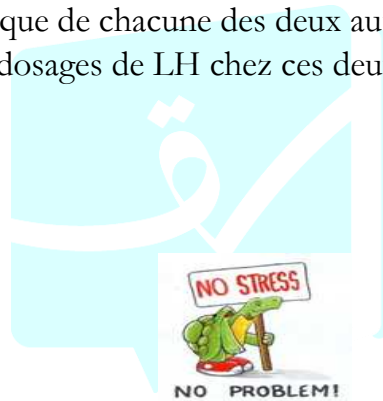 que de chacune des deux au
dosages de LH chez ces deu
NO STRESS
NO PROBLEM!